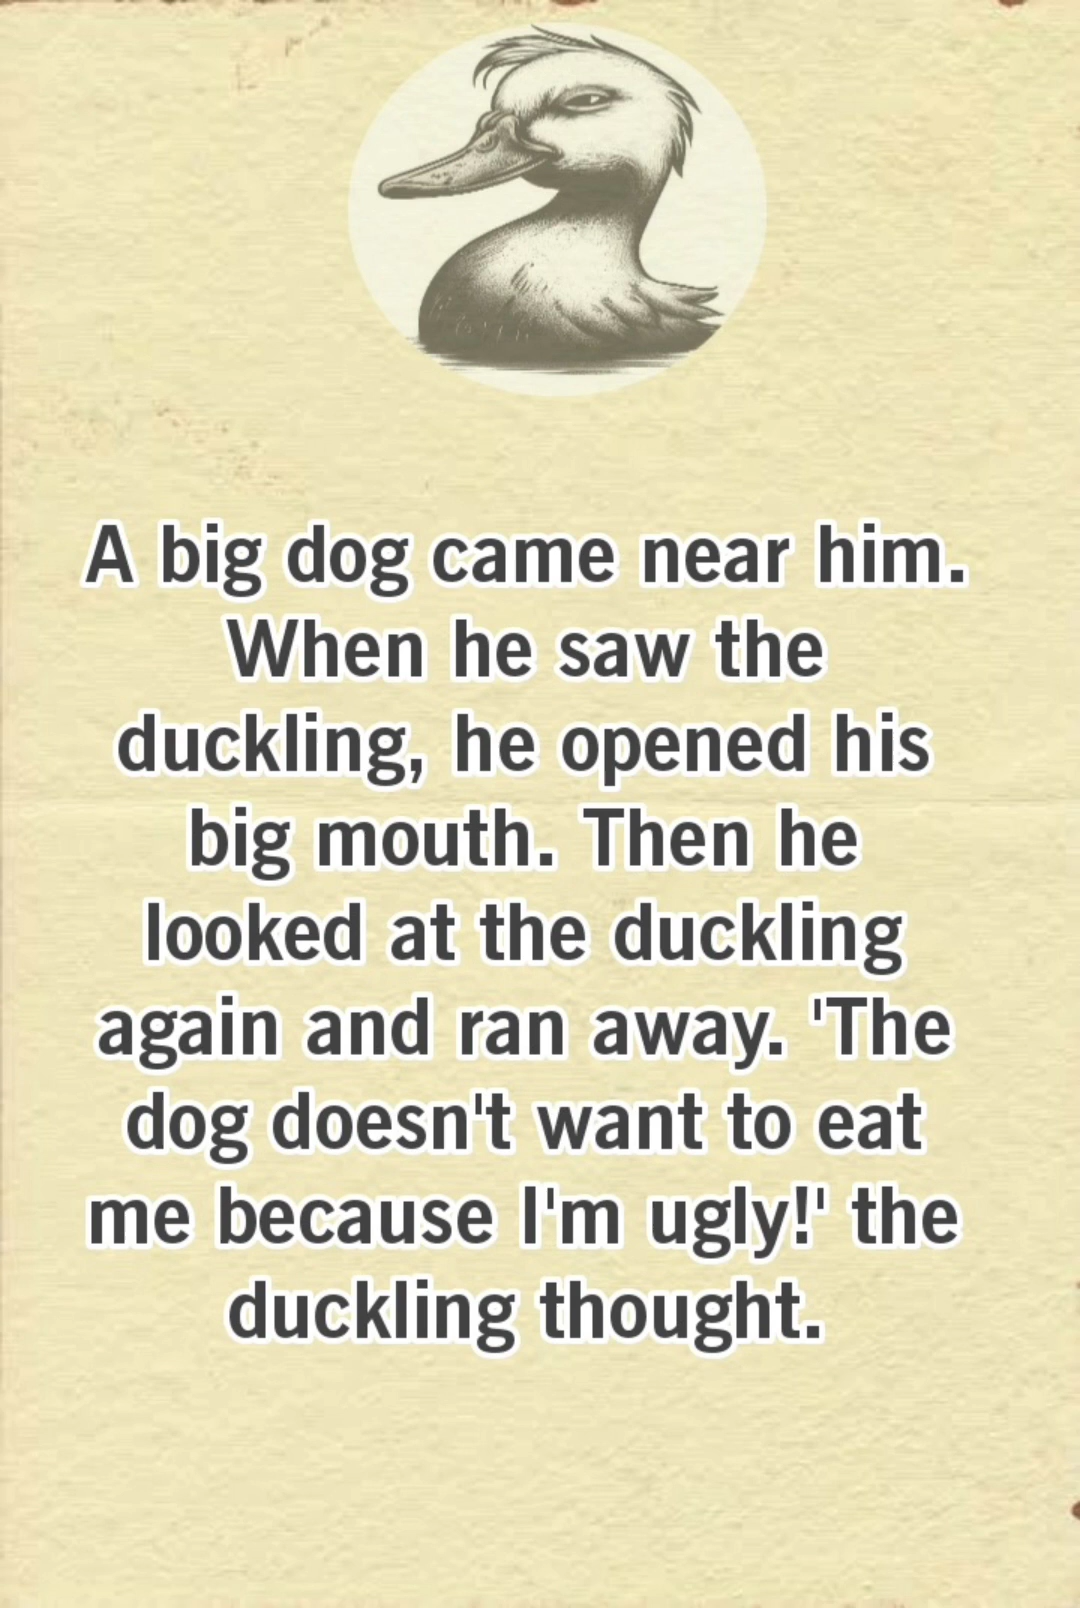 A big dog came near him.
When he saw the
duckling, he opened his
big mouth. Then he
looked at the duckling
again and ran away. 'The
dog doesn't want to eat
me because I'm ugly!' the
duckling thought.